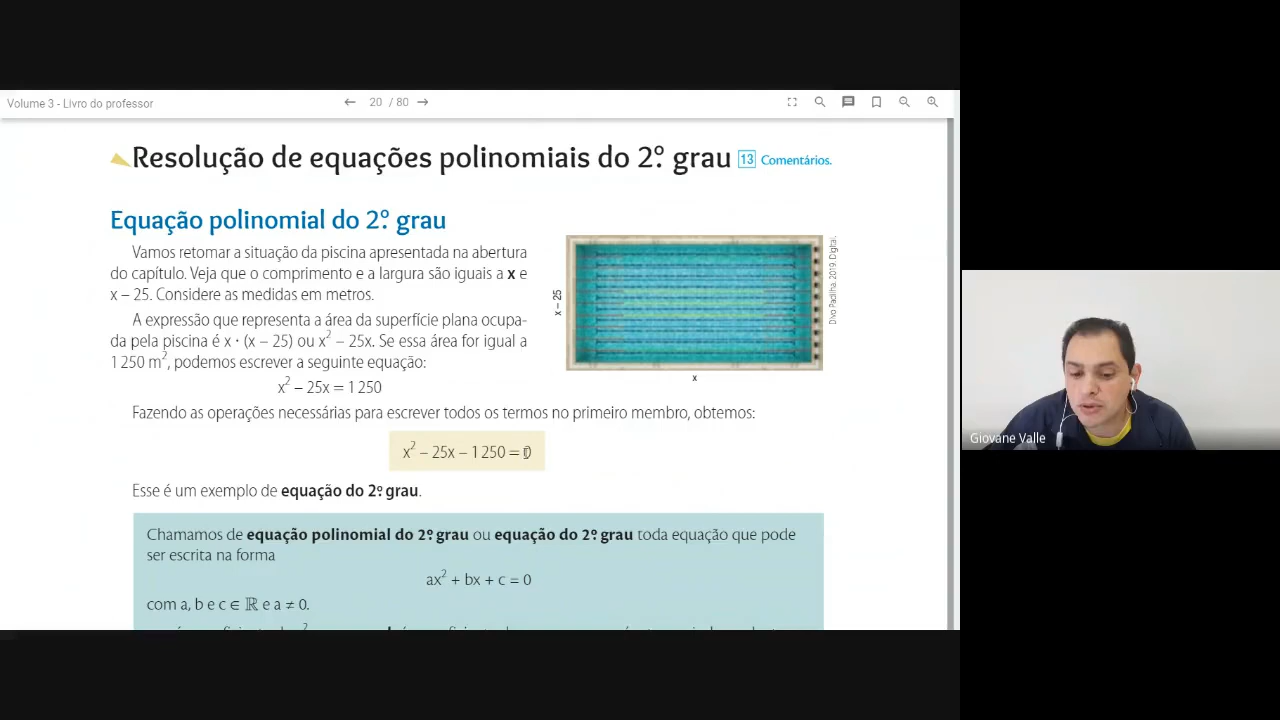 Volume 3 - Livro do professor
20 / 80
Resolução de equações polinomiais do 2º. grau 13 Comentários.
Equação polinomial do 2º. grau
Vamos retomar a situação da piscina apresentada na abertura
do capítulo. Veja que o comprimento e a largura são iguais a x e
x – 25. Considere as medidas em metros.
A expressão que representa a área da superfície plana ocupa-
da pela piscina é x · (x – 25) ou x² – 25x. Se essa área for igual a
1 250 m², podemos escrever a seguinte equação:
x² – 25x = 1 250
x – 25
x
Divo Padilha. 2019. Digital.
Fazendo as operações necessárias para escrever todos os termos no primeiro membro, obtemos:
x² – 25x – 1 250 = 0
Esse é um exemplo de equação do 2º. grau.
Chamamos de equação polinomial do 2º. grau ou equação do 2º. grau toda equação que pode
ser escrita na forma
ax² + bx + c = 0
com a, b e c ∈ ℝ e a ≠ 0.
Giovane Valle